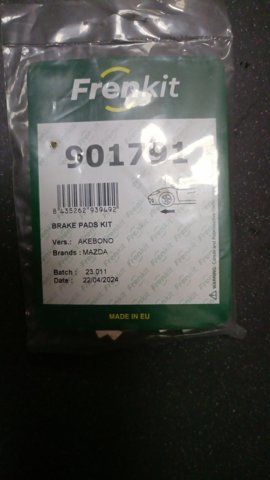 Frenkit
901791
8 435262 939492
BRAKE PADS KIT
Vers.: AKEBONO
Brands : MAZDA
Batch : 23.011
Date : 22/04/2024
MADE IN EU